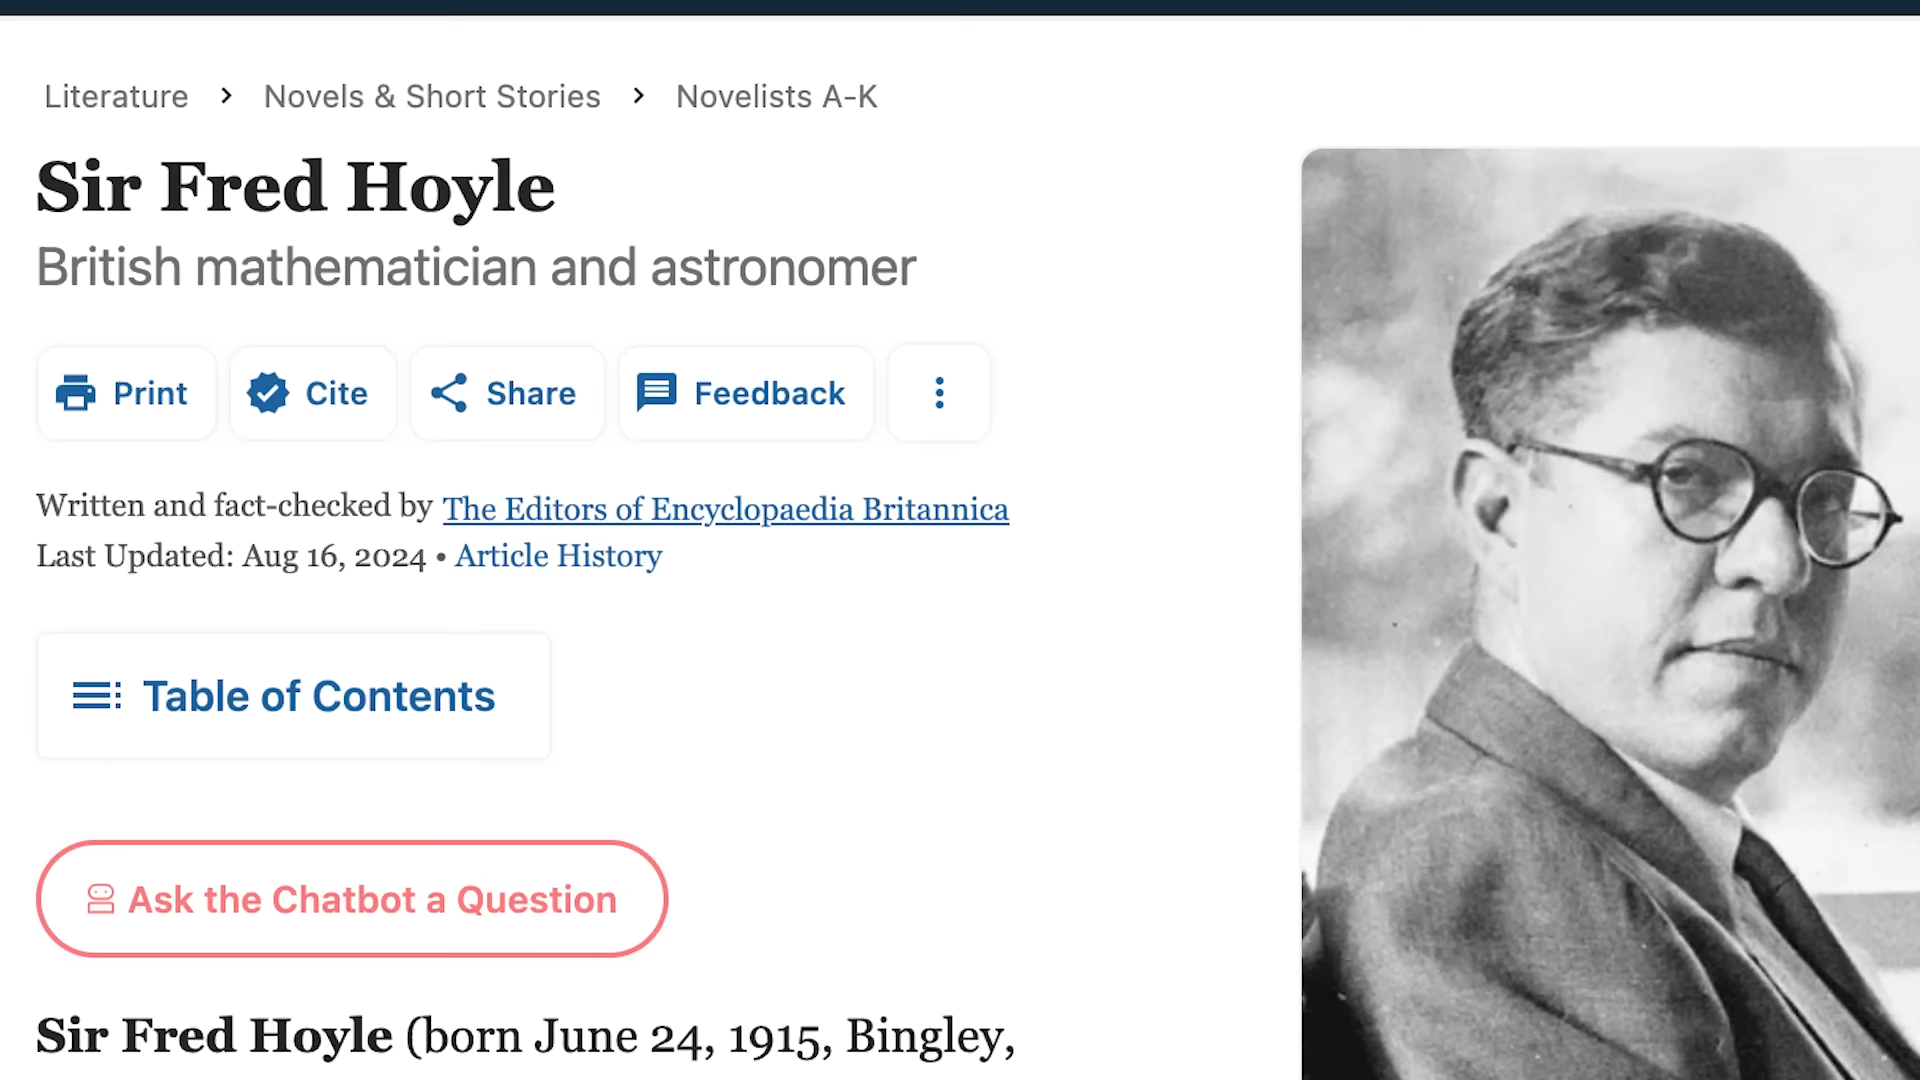 Literature > Novels & Short Stories > Novelists A-K
Sir Fred Hoyle
British mathematician and astronomer
Print Cite Share Feedback
Written and fact-checked by The Editors of Encyclopaedia Britannica
Last Updated: Aug 16, 2024 • Article History
Table of Contents
Ask the Chatbot a Question
Sir Fred Hoyle (born June 24, 1915, Bingley,